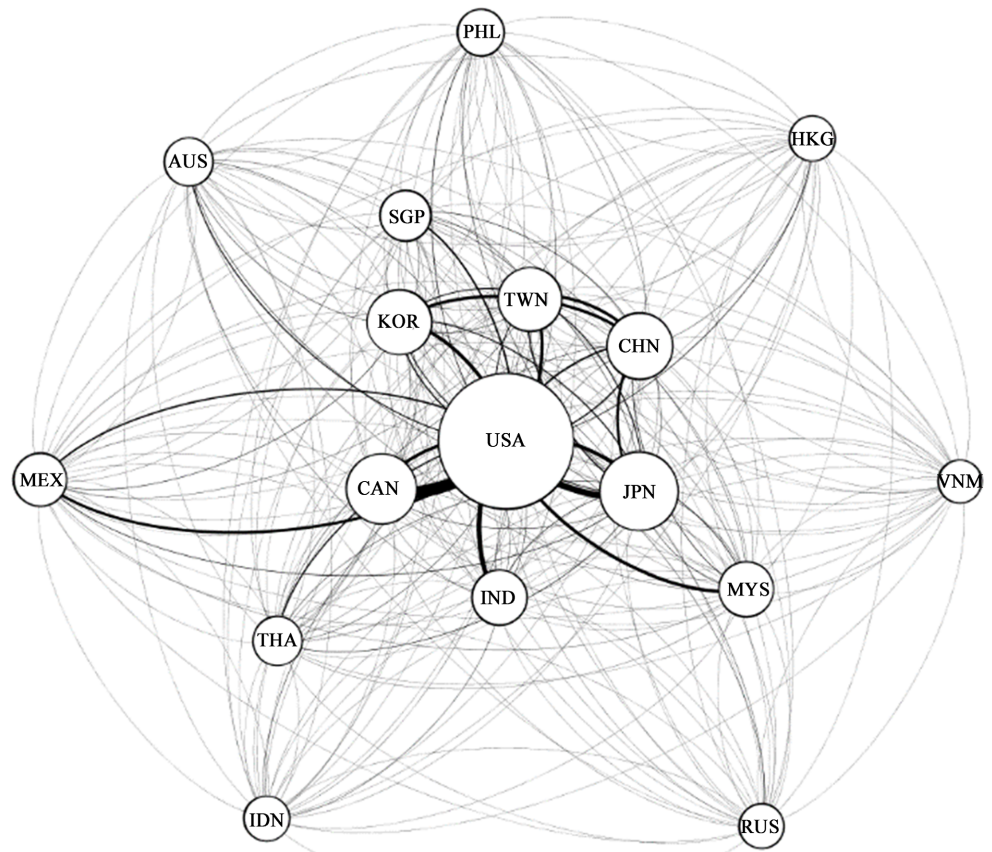 PHL
HKG
AUS
SGP
TWN
KOR
CHN
USA
MEX
CAN
JPN
VNM
IND
MYS
THA
IDN
RUS